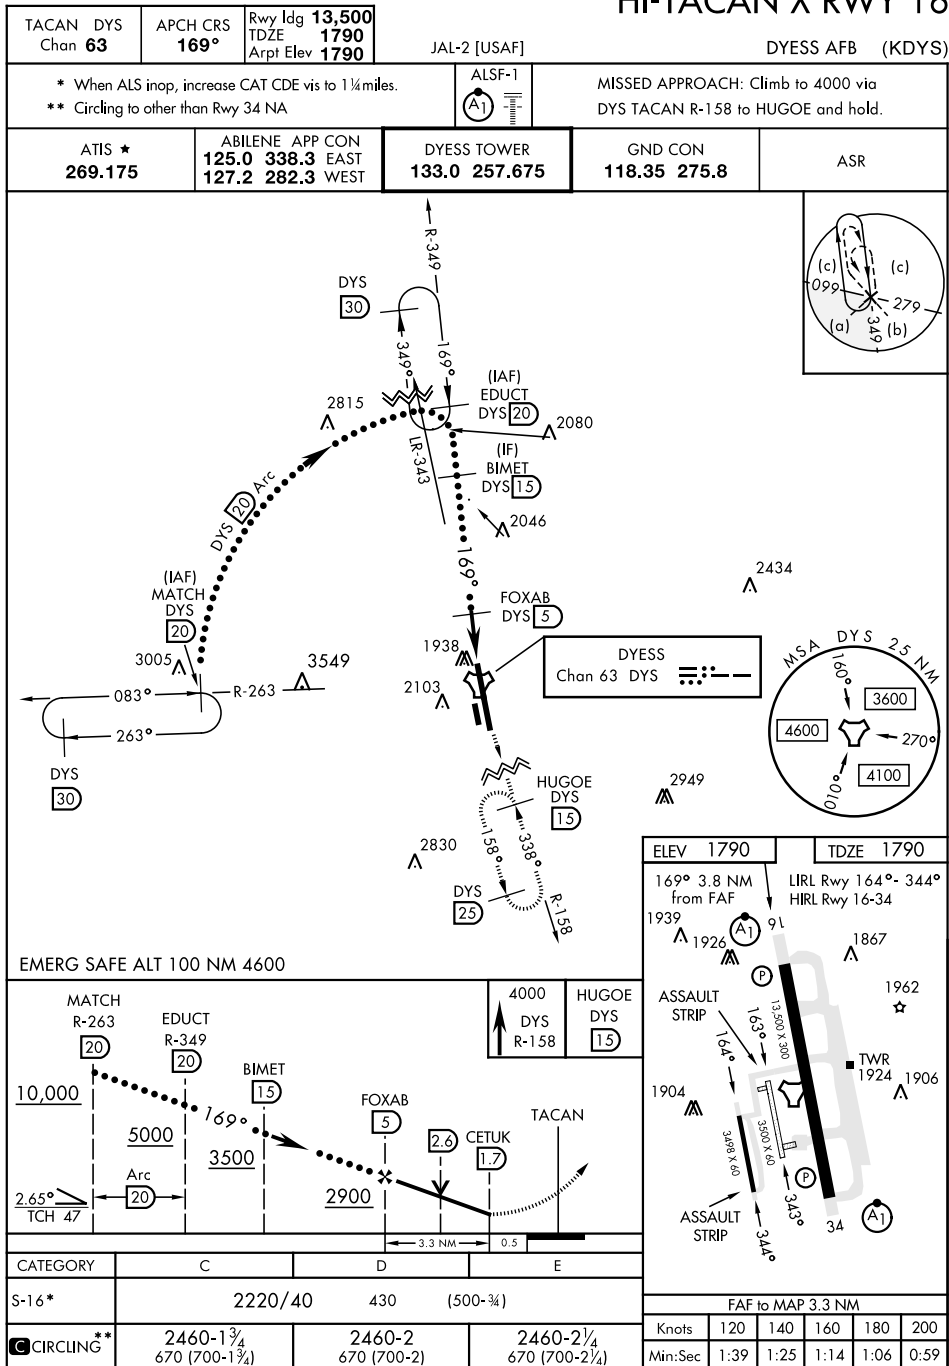 HI-TACAN X RWY 16
TACAN DYS
Chan 63
APCH CRS
169°
Rwy ldg 13,500
TDZE 1790
Arpt Elev 1790
JAL-2 [USAF]
DYESS AFB (KDYS)
* When ALS inop, increase CAT CDE vis to 1¼ miles.
** Circling to other than Rwy 34 NA
ALSF-1
A1
MISSED APPROACH: Climb to 4000 via
DYS TACAN R-158 to HUGOE and hold.
ATIS ★
269.175
ABILENE APP CON
125.0 338.3 EAST
127.2 282.3 WEST
DYESS TOWER
133.0 257.675
GND CON
118.35 275.8
ASR
R-349
DYS
30
349°
169°
(IAF)
EDUCT
DYS 20
2815
2080
LR-343
(IF)
BIMET
DYS 15
2046
DYS 20 Arc
(IAF)
MATCH
DYS
20
169°
2434
FOXAB
DYS 5
3005
3549
1938
2103
083°
R-263
263°
DYS
30
DYESS
Chan 63 DYS
(c)
(c)
099
279
(a)
349
(b)
MSA DYS 25 NM
160°
3600
4600
270°
4100
010°
HUGOE
DYS
15
2949
2830
158°
338°
DYS
25
R-158
EMERG SAFE ALT 100 NM 4600
ELEV 1790
TDZE 1790
169° 3.8 NM
from FAF
LIRL Rwy 164°- 344°
HIRL Rwy 16-34
1939
A1
16
1926
1867
P
1962
ASSAULT
STRIP
163°
13,500 X 300
164°
TWR
1924
1906
1904
3498 X 60
3500 X 60
P
ASSAULT
STRIP
343°
344°
34
A1
MATCH
R-263
20
EDUCT
R-349
20
BIMET
15
FOXAB
5
2.6
CETUK
1.7
TACAN
4000
DYS
R-158
HUGOE
DYS
15
10,000
169°
5000
3500
2900
Arc
20
2.65°
TCH 47
3.3 NM
0.5
CATEGORY C D E
S-16* 2220/40 430 (500-¾)
C CIRCLING** 2460-1¾ 2460-2 2460-2¼
670 (700-1¾) 670 (700-2) 670 (700-2¼)
FAF to MAP 3.3 NM
Knots 120 140 160 180 200
Min:Sec 1:39 1:25 1:14 1:06 0:59